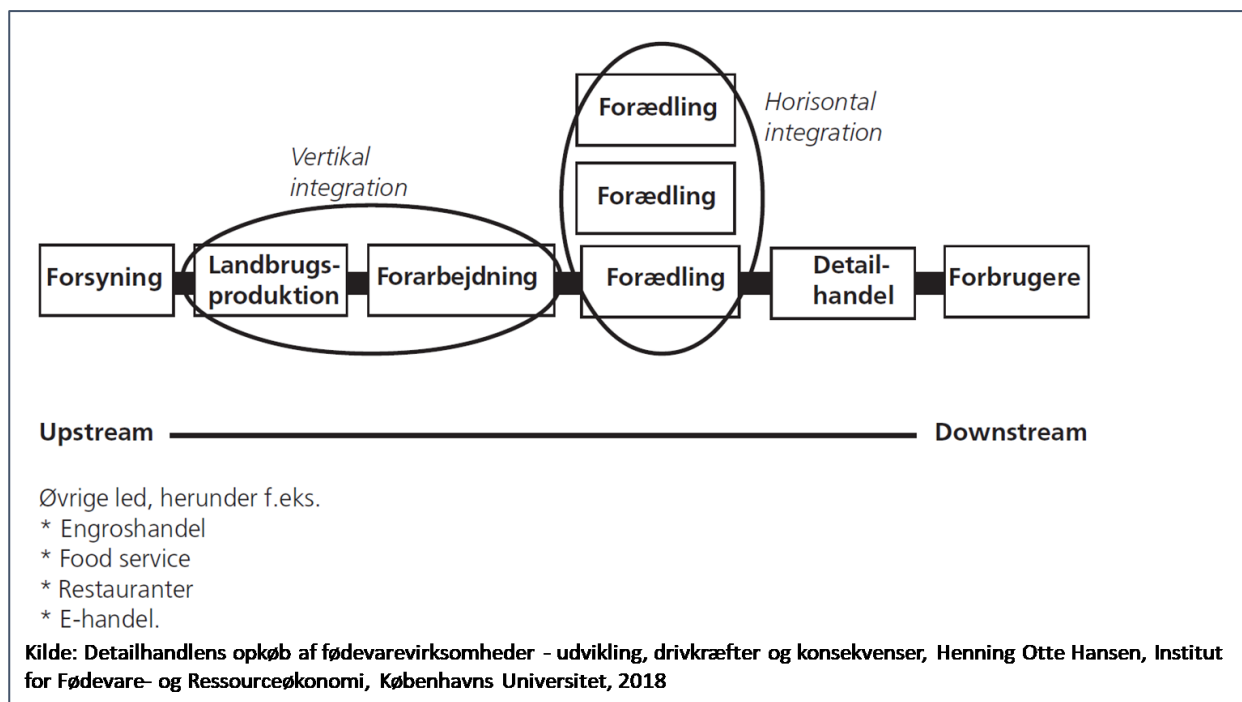 Forædling
Horisontal
integration
Vertikal
integration
Forædling
Forsyning
Landbrugs-
produktion
Forarbejdning
Forædling
Detail-
handel
Forbrugere
Upstream
Downstream
Øvrige led, herunder f.eks.
* Engroshandel
* Food service
* Restauranter
* E-handel.
Kilde: Detailhandlens opkøb af fødevarevirksomheder - udvikling, drivkræfter og konsekvenser, Henning Otte Hansen, Institut
for Fødevare- og Ressourceøkonomi, Københavns Universitet, 2018